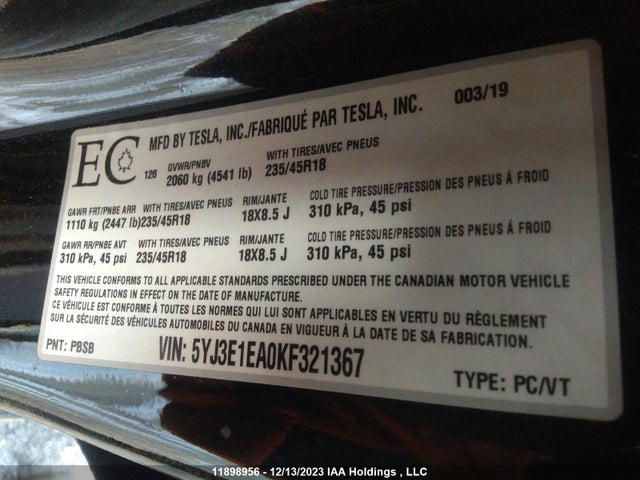 MFD BY TESLA, INC./FABRIQUÉ PAR TESLA, INC. 003/19
EC 126
GVWR/PNBV WITH TIRES/AVEC PNEUS
2060 kg (4541 lb) 235/45R18
GAWR FRT/PNBE ARR WITH TIRES/AVEC PNEUS RIM/JANTE COLD TIRE PRESSURE/PRESSION DES PNEUS À FROID
1110 kg (2447 lb)235/45R18 18X8.5 J 310 kPa, 45 psi
GAWR RR/PNBE AVT WITH TIRES/AVEC PNEUS RIM/JANTE COLD TIRE PRESSURE/PRESSION DES PNEUS À FROID
310 kPa, 45 psi 235/45R18 18X8.5 J 310 kPa, 45 psi
THIS VEHICLE CONFORMS TO ALL APPLICABLE STANDARDS PRESCRIBED UNDER THE CANADIAN MOTOR VEHICLE
SAFETY REGULATIONS IN EFFECT ON THE DATE OF MANUFACTURE.
CE VÉHICULE EST CONFORME À TOUTES LES NORMES QUI LUI SONT APPLICABLES EN VERTU DU RÈGLEMENT
SUR LA SÉCURITÉ DES VÉHICULES AUTOMOBILES DU CANADA EN VIGUEUR À LA DATE DE SA FABRICATION.
PNT: PBSB VIN: 5YJ3E1EA0KF321367 TYPE: PC/VT
11898956 - 12/13/2023 IAA Holdings , LLC